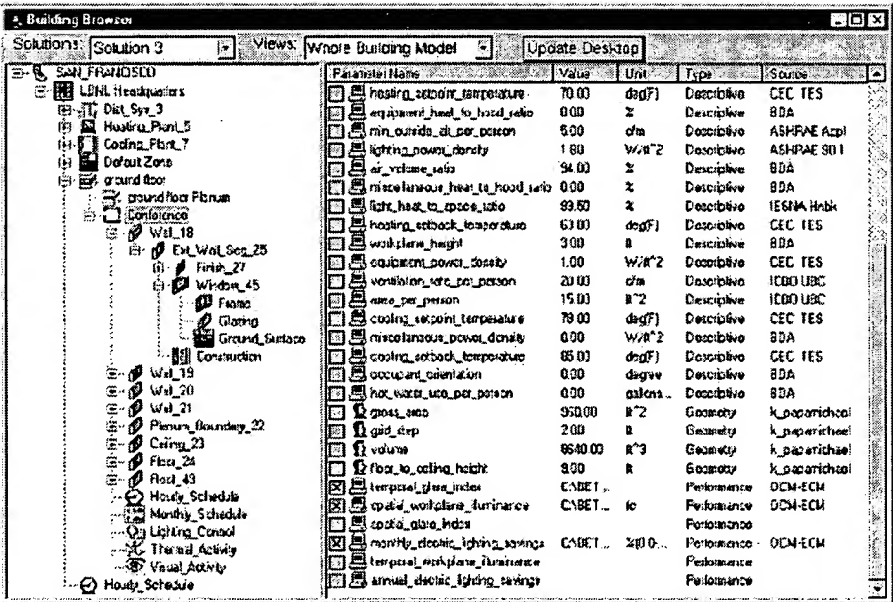 Building Browser
Solutions: Solution 3 Views: Whole Building Model Update Desktop
SAN_FRANCISCO
LBNL Headquarters
Dist_Sys_3
Heating_Plant_5
Cooling_Plant_7
Default Zone
ground floor
ground floor Plenum
Conference
Wall_18
Ext_Wall_Seg_25
Finish_27
Window_45
Frame
Glazing
Ground_Surface
Construction
Wall_19
Wall_20
Wall_21
Plenum_Boundary_22
Ceiling_23
Floor_24
Floor_43
Hourly_Schedule
Monthly_Schedule
Lighting_Control
Thermal_Activity
Visual_Activity
Hourly_Schedule
Parameter Name Value Unit Type Source
heating_setpoint_temperature 70.00 deg(F) Descriptive CEC TES
equipment_heat_to_hood_ratio 0.00 % Descriptive BDA
min_outside_air_per_person 5.00 cfm Descriptive ASHRAE Appl
lighting_power_density W/ft^2 Descriptive ASHRAE 90.1
air_volume_ratio 94.00 % Descriptive BDA
miscellaneous_heat_to_hood_ratio 0.00 % Descriptive BDA
light_heat_to_space_ratio % Descriptive IESNA Hnbk
heating_setback_temperature 63.00 deg(F) Descriptive CEC TES
workplane_height 3.00 ft Descriptive BDA
equipment_power_density 1.00 W/ft^2 Descriptive CEC TES
ventilation_rate_per_person 20.00 cfm Descriptive ICBO UBC
area_per_person 15.00 ft^2 Descriptive ICBO UBC
cooling_setpoint_temperature 78.00 deg(F) Descriptive CEC TES
miscellaneous_power_density 0.00 W/ft^2 Descriptive BDA
cooling_setback_temperature 85.00 deg(F) Descriptive CEC TES
occupant_orientation 0.00 degree Descriptive BDA
hot_water_use_per_person 0.00 gallons... Descriptive BDA
gross_area 960.00 ft^2 Geometry k_papamichael
grid_step 2.00 ft Geometry k_papamichael
volume 8640.00 ft^3 Geometry k_papamichael
floor_to_ceiling_height 9.00 ft Geometry k_papamichael
temporal_glare_index C:\BET... Performance DCM-ECM
spatial_workplane_illuminance C:\BET... fc Performance DCM-ECM
spatial_glare_index Performance
monthly_electric_lighting_savings C:\BET... %(0.0-... Performance DCM-ECM
temporal_workplane_illuminance Performance
annual_electric_lighting_savings Performance